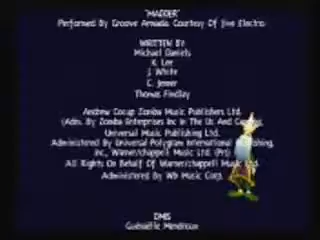 "MADDER"
Performed By Groove Armada Courtesy Of Jive Electro
WRITTEN BY
Michael Daniels
K. Lee
J. White
C. Jenner
Thomas Findlay
Andrew Cocup Zomba Music Publishers Ltd.
(Adm. By Zomba Enterprises Inc In The Us And Canada),
Universal Music Publishing Ltd.
Administered By Universal Polygram International Publishing,
Inc., Warner/chappell Music Ltd. (Prs)
All Rights On Behalf Of Warner/chappell Music Ltd.
Administered By Wb Music Corp.